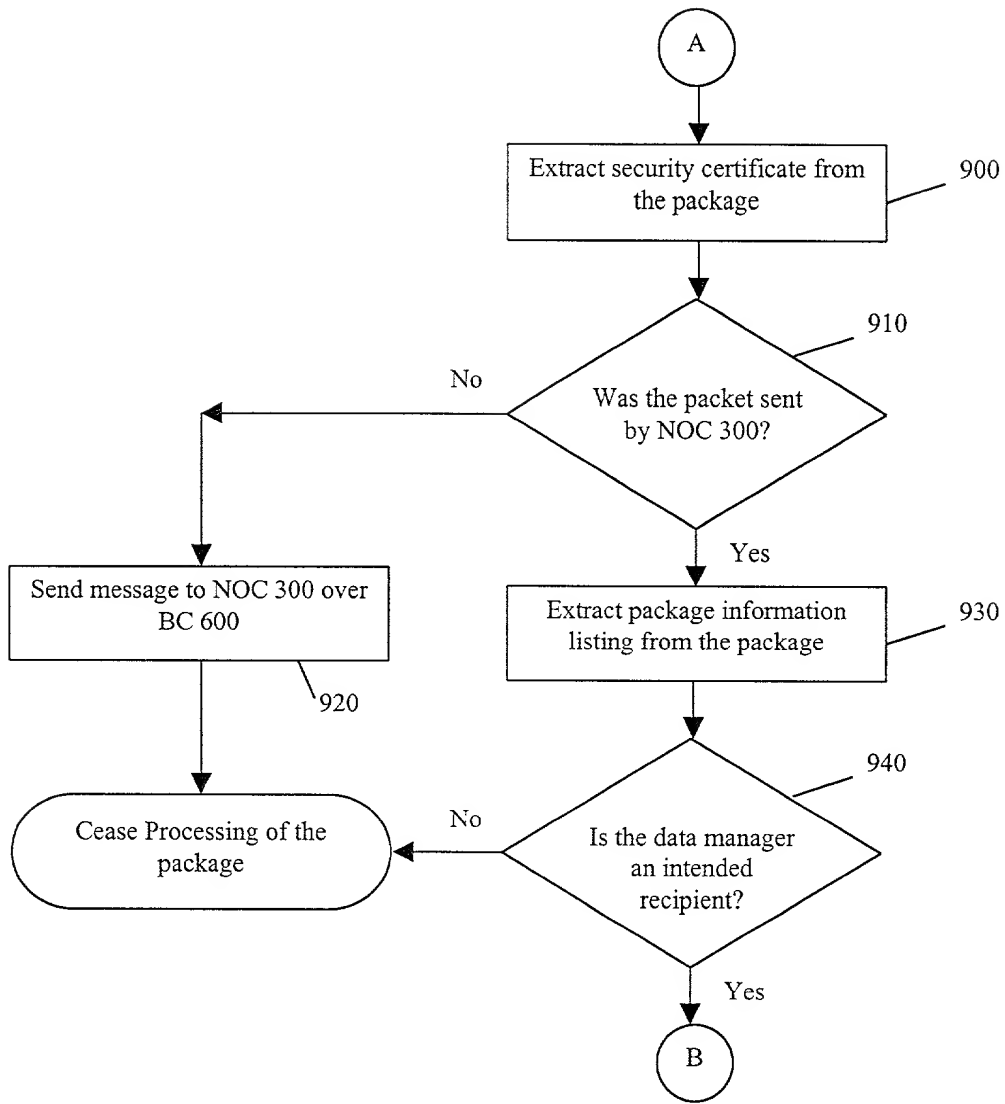 A
Extract security certificate from
the package
900
910
No
Was the packet sent
by NOC 300?
Yes
Send message to NOC 300 over
BC 600
920
Extract package information
listing from the package
930
940
No
Cease Processing of the
package
Is the data manager
an intended
recipient?
Yes
B